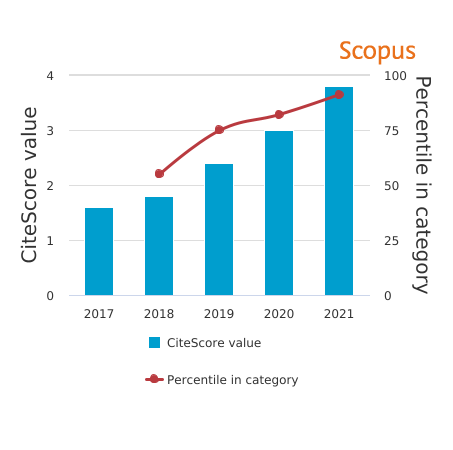 Scopus
4 100
3 75
2 50
1 25
0 0
CiteScore value
Percentile in category
2017 2018 2019 2020 2021
CiteScore value
Percentile in category